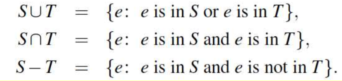 S∪T = {e: e is in S or e is in T},
S∩T = {e: e is in S and e is in T},
S−T = {e: e is in S and e is not in T}.